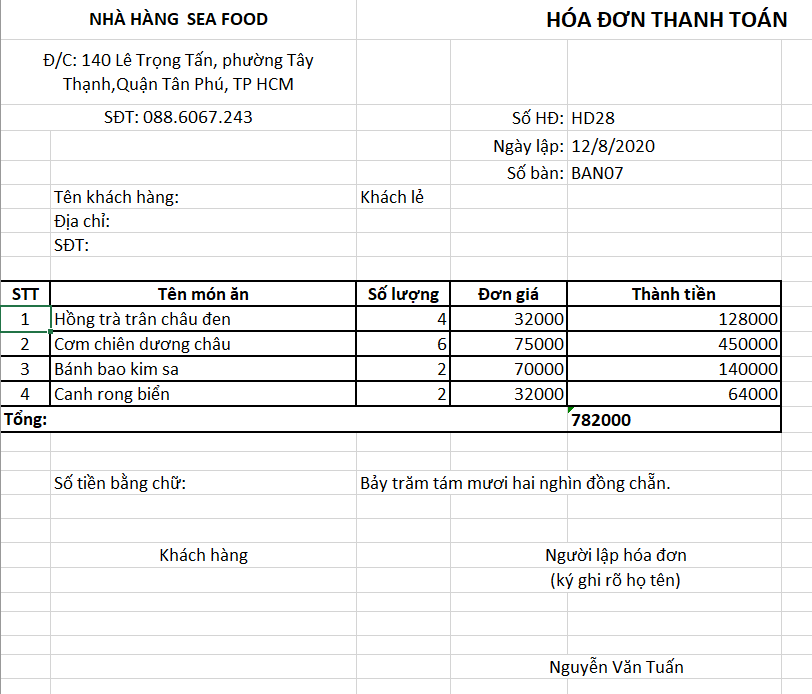 NHÀ HÀNG  SEA FOOD
HÓA ĐƠN THANH TOÁN
Đ/C: 140 Lê Trọng Tấn, phường Tây
Thạnh,Quận Tân Phú, TP HCM
SĐT: 088.6067.243
Số HĐ: HD28
Ngày lập: 12/8/2020
Số bàn: BAN07
Tên khách hàng: Khách lẻ
Địa chỉ:
SĐT:
STT Tên món ăn Số lượng Đơn giá Thành tiền
1 Hồng trà trân châu đen 4 32000 128000
2 Cơm chiên dương châu 6 75000 450000
3 Bánh bao kim sa 2 70000 140000
4 Canh rong biển 2 32000 64000
Tổng: 782000
Số tiền bằng chữ: Bảy trăm tám mươi hai nghìn đồng chẵn.
Khách hàng Người lập hóa đơn
(ký ghi rõ họ tên)
Nguyễn Văn Tuấn